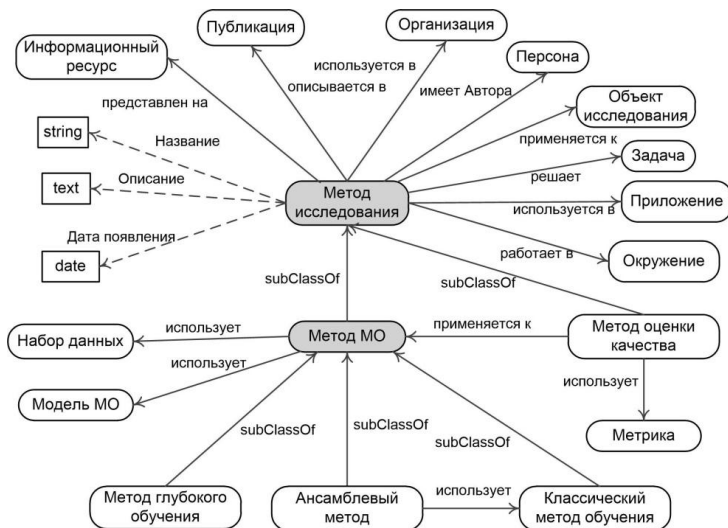 Публикация
Организация
Информационный
ресурс
Персона
используется в
описывается в
имеет Автора
Объект
исследования
представлен на
string
Название
применяется к
Задача
решает
text
Описание
Метод
исследования
Приложение
используется в
Дата появления
date
работает в
Окружение
subClassOf
subClassOf
Набор данных
использует
Метод МО
применяется к
Метод оценки
качества
использует
использует
Модель МО
subClassOf
subClassOf
subClassOf
Метрика
Метод глубокого
обучения
Ансамблевый
метод
использует
Классический
метод обучения